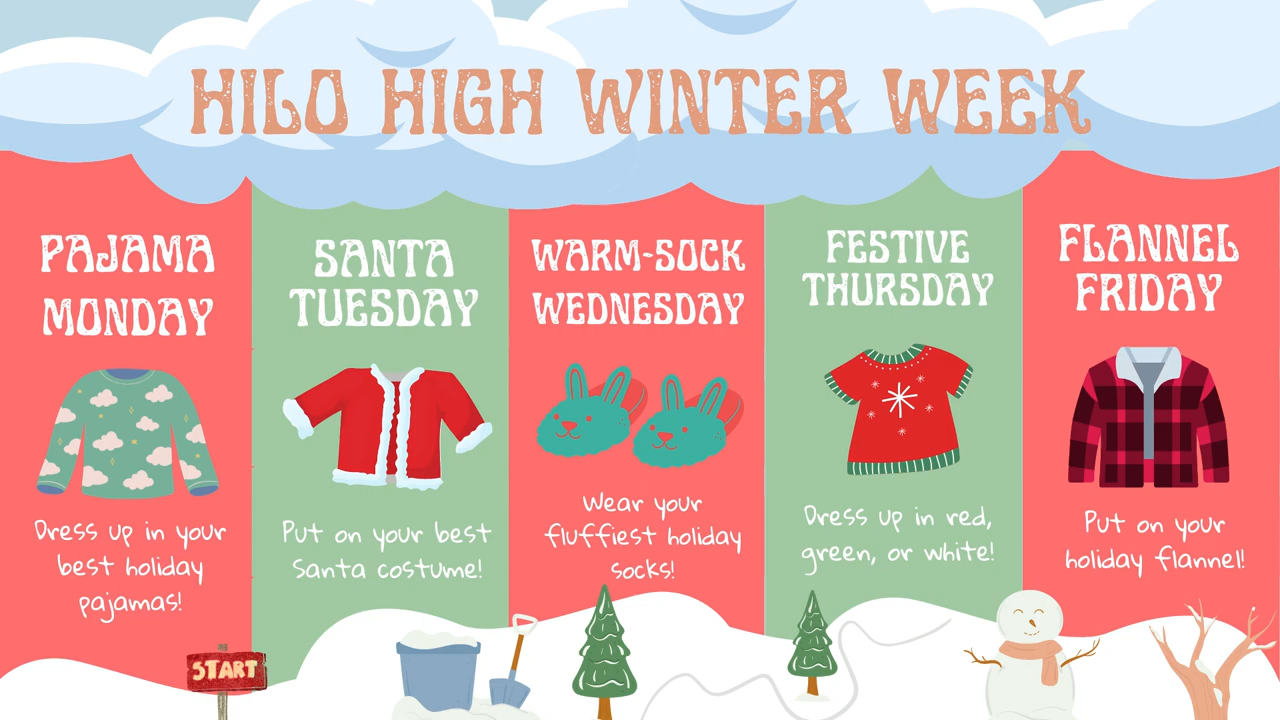 HILO HIGH WINTER WEEK
PAJAMA
MONDAY
Dress up in your
best holiday
pajamas!
SANTA
TUESDAY
Put on your best
Santa costume!
WARM-SOCK
WEDNESDAY
Wear your
fluffiest holiday
socks!
FESTIVE
THURSDAY
Dress up in red,
green, or white!
FLANNEL
FRIDAY
Put on your
holiday flannel!
START